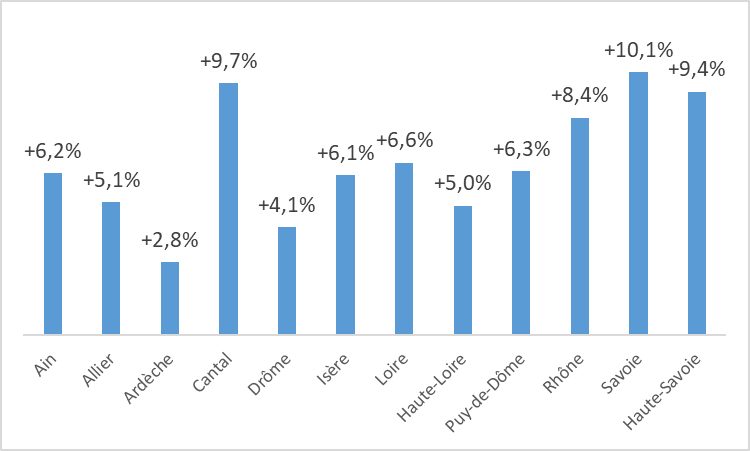 +6,2%
+5,1%
+2,8%
+9,7%
+4,1%
+6,1%
+6,6%
+5,0%
+6,3%
+8,4%
+10,1%
+9,4%
Ain
Allier
Ardèche
Cantal
Drôme
Isère
Loire
Haute-Loire
Puy-de-Dôme
Rhône
Savoie
Haute-Savoie